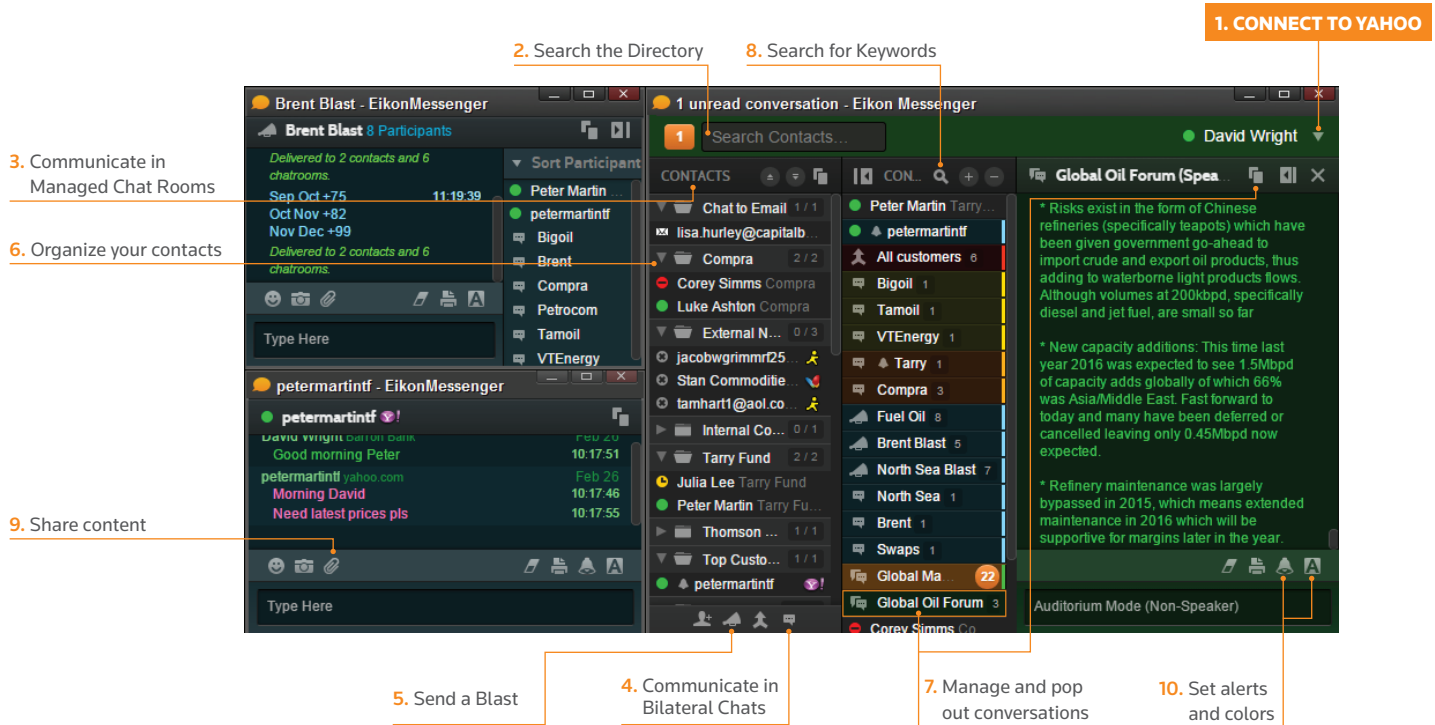 1. CONNECT TO YAHOO
2. Search the Directory
8. Search for Keywords
3. Communicate in
Managed Chat Rooms
6. Organize your contacts
9. Share content
Brent Blast - EikonMessenger
Brent Blast 8 Participants
Delivered to 2 contacts and 6
chatrooms.
Sep Oct +75 11:19:39
Oct Nov +82
Nov Dec +99
Delivered to 2 contacts and 6
chatrooms.
A
Type Here
Sort Participant
Peter Martin ...
petermartintf
Bigoil
Brent
Compra
Petrocom
Tamoil
VTEnergy
petermartintf - EikonMessenger
petermartintf Y!
David Wright Barron Bank Feb 26
Good morning Peter 10:17:51
petermartintf yahoo.com Feb 26
Morning David 10:17:46
Need latest prices pls 10:17:55
A
Type Here
1 unread conversation - Eikon Messenger
1 Search Contacts...
David Wright
CONTACTS
Chat to Email 1 / 1
lisa.hurley@capitalb...
Compra 2 / 2
Corey Simms Compra
Luke Ashton Compra
External N... 0 / 3
jacobwgrimmrf25...
Stan Commoditie...
tamhart1@aol.co...
Internal Co... 0 / 1
Tarry Fund 2 / 2
Julia Lee Tarry Fund
Peter Martin Tarry Fu...
Thomson ... 1 / 1
Top Custo... 1 / 1
petermartintf Y!
CON...
Peter Martin Tarry...
petermartintf
All customers 6
Bigoil 1
Tamoil 1
VTEnergy 1
Tarry 1
Compra 3
Fuel Oil 8
Brent Blast 5
North Sea Blast 7
North Sea 1
Brent 1
Swaps 1
Global Ma... 22
Global Oil Forum 3
Corey Simms Co...
Global Oil Forum (Spea...
* Risks exist in the form of Chinese
refineries (specifically teapots) which have
been given government go-ahead to
import crude and export oil products, thus
adding to waterborne light products flows.
Although volumes at 200kbpd, specifically
diesel and jet fuel, are small so far
* New capacity additions: This time last
year 2016 was expected to see 1.5Mbpd
of capacity adds globally of which 66%
was Asia/Middle East. Fast forward to
today and many have been deferred or
cancelled leaving only 0.45Mbpd now
expected.
* Refinery maintenance was largely
bypassed in 2015, which means extended
maintenance in 2016 which will be
supportive for margins later in the year.
A
Auditorium Mode (Non-Speaker)
5. Send a Blast
4. Communicate in
Bilateral Chats
7. Manage and pop
out conversations
10. Set alerts
and colors